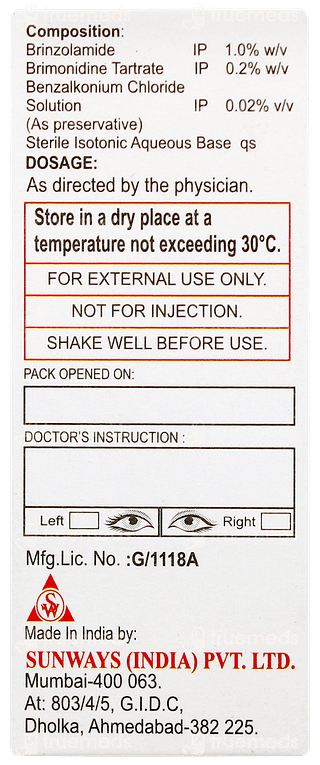 Composition:
Brinzolamide IP 1.0% w/v
Brimonidine Tartrate IP 0.2% w/v
Benzalkonium Chloride
Solution IP 0.02% v/v
(As preservative)
Sterile Isotonic Aqueous Base qs
DOSAGE:
As directed by the physician.
Store in a dry place at a
temperature not exceeding 30°C.
FOR EXTERNAL USE ONLY.
NOT FOR INJECTION.
SHAKE WELL BEFORE USE.
PACK OPENED ON:
DOCTOR'S INSTRUCTION :
Left Right
Mfg.Lic. No. :G/1118A
SW
Made In India by:
SUNWAYS (INDIA) PVT. LTD.
Mumbai-400 063.
At: 803/4/5, G.I.D.C,
Dholka, Ahmedabad-382 225.